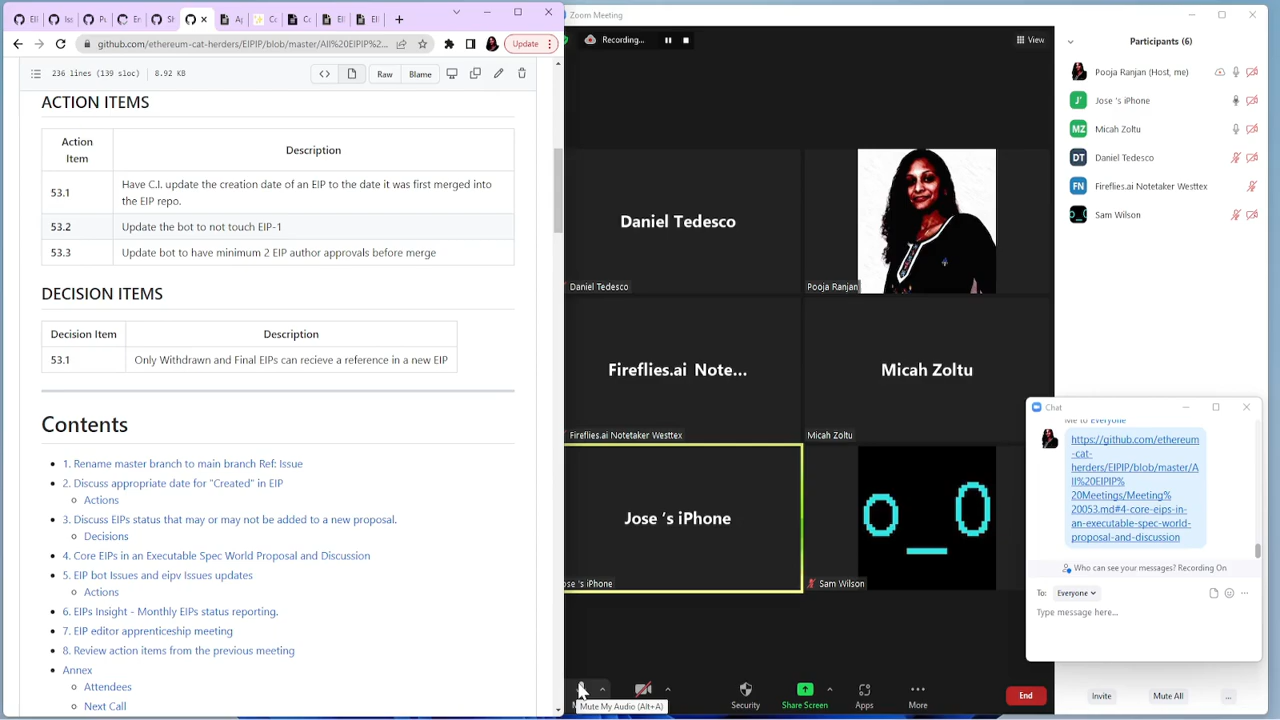 Pu
Er
St
Aç
Cc
El
github.com/ethereum-cat-herders/EIPIP/blob/master/All%20EIPIP%...
Update
236 lines (139 sloc)
8.92 KB
Raw
Blame
ACTION ITEMS
Action Item
Description
53.1
Have C.I. update the creation date of an EIP to the date it was first merged into
the EIP repo.
53.2
Update the bot to not touch EIP-1
53.3
Update bot to have minimum 2 EIP author approvals before merge
DECISION ITEMS
Decision Item
Description
53.1
Only Withdrawn and Final EIPs can recieve a reference in a new EIP
Contents
1. Rename master branch to main branch Ref: Issue
2. Discuss appropriate date for "Created" in EIP
Actions
3. Discuss EIPs status that may or may not be added to a new proposal.
Decisions
4. Core EIPs in an Executable Spec World Proposal and Discussion
5. EIP bot Issues and eipv Issues updates
Actions
6. EIPs Insight - Monthly EIPs status reporting.
7. EIP editor apprenticeship meeting
8. Review action items from the previous meeting
Annex
Attendees
Next Call
Zoom Meeting
Recording...
View
Daniel Tedesco
Daniel Tedesco
Pooja Ranjan
Fireflies.ai Note...
Fireflies.ai Notetaker Westtex
Micah Zoltu
Micah Zoltu
Jose 's iPhone
ose 's iPhone
Sam Wilson
Mute My Audio (Alt+A)
Security
Share Screen
Apps
More
End
Participants (6)
Pooja Ranjan (Host, me)
J'
Jose 's iPhone
MZ
Micah Zoltu
DT
Daniel Tedesco
FN
Fireflies.ai Notetaker Westtex
Sam Wilson
Chat
Me to Everyone
https://github.com/ethereum
-cat-
herders/EIPIP/blob/master/A
ll%20EIPIP%
20Meetings/Meeting%
20053.md#4-core-eips-in-
an-executable-spec-world-
proposal-and-discussion
Who can see your messages? Recording On
To:
Everyone
Type message here...
Invite
Mute All
...